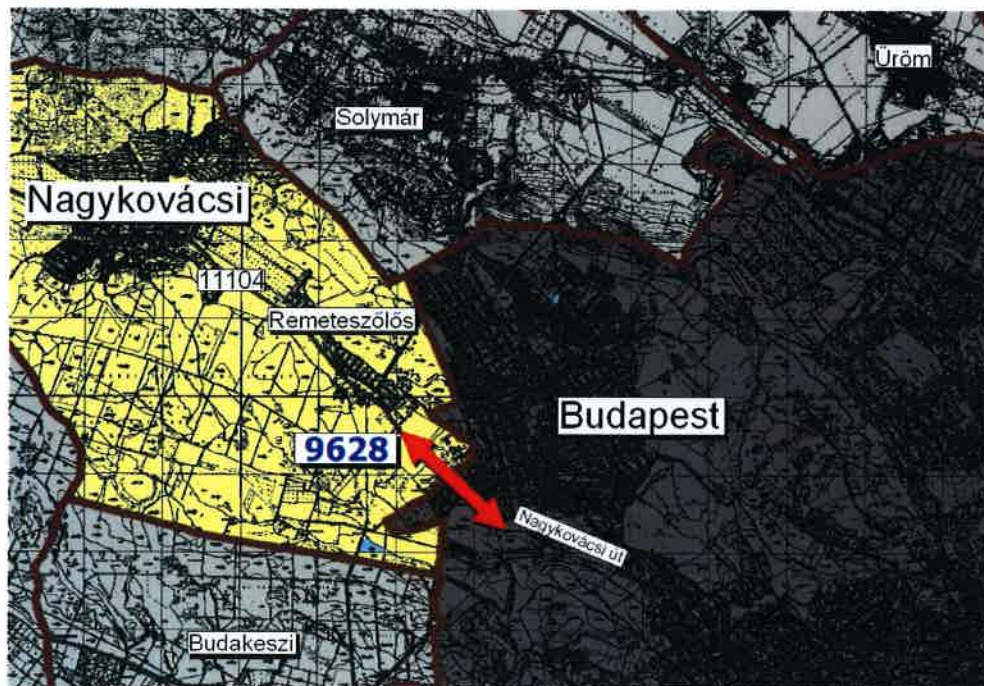 Üröm
Solymár
Nagykovácsi
11104
Remeteszőlős
Budapest
9628
Nagykovácsi út
Budakeszi